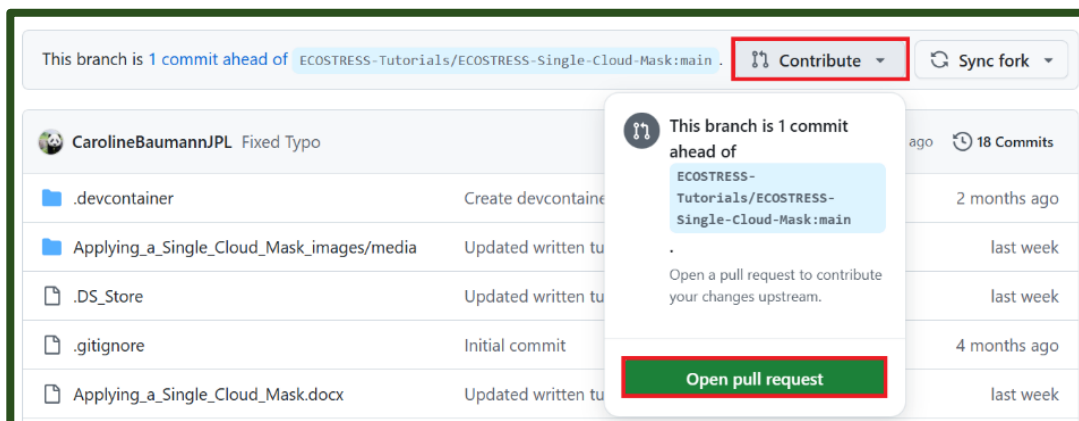 This branch is 1 commit ahead of ECOSTRESS-Tutorials/ECOSTRESS-Single-Cloud-Mask:main .
Contribute
Sync fork
This branch is 1 commit
ahead of
ECOSTRESS-
Tutorials/ECOSTRESS-
Single-Cloud-Mask:main
.
Open a pull request to contribute
your changes upstream.
Open pull request
CarolineBaumannJPL Fixed Typo
ago
18 Commits
.devcontainer
Create
2 months ago
Applying_a_Single_Cloud_Mask_images/media
Updated written
last week
.DS_Store
Updated written
last week
.gitignore
Initial commit
4 months ago
Applying_a_Single_Cloud_Mask.docx
Updated written
last week